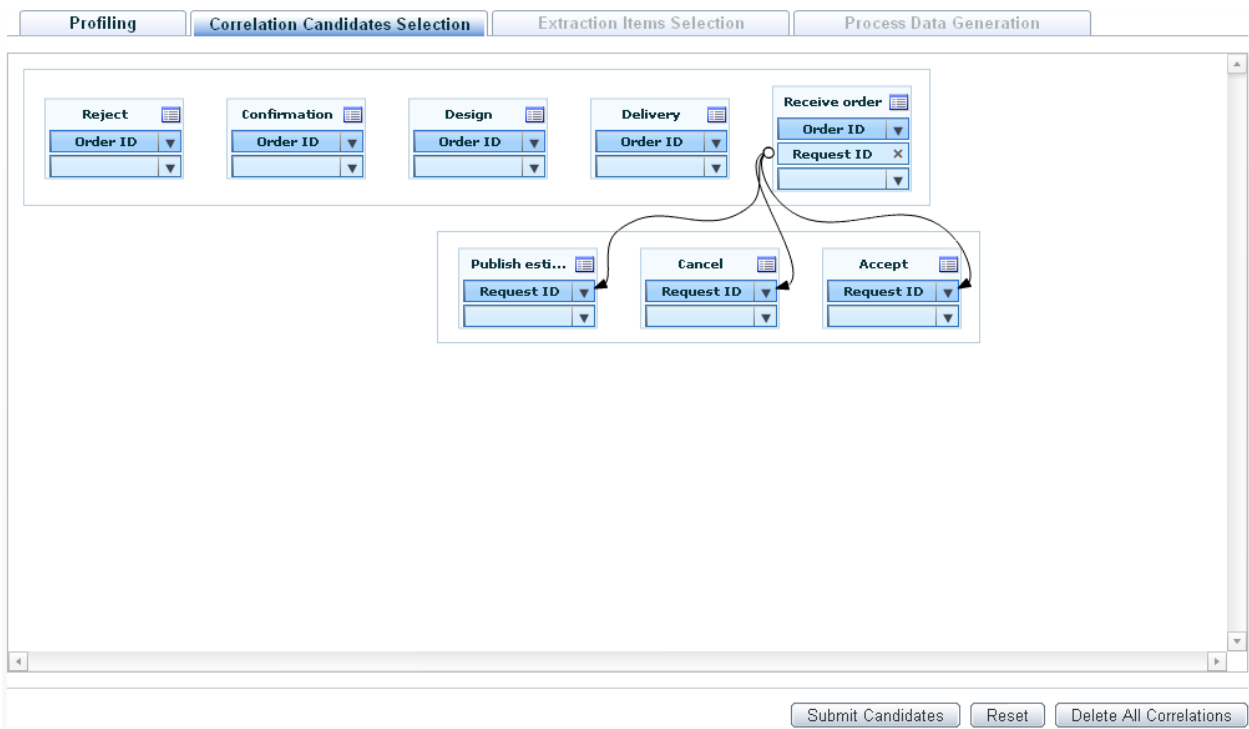 Profiling
Correlation Candidates Selection
Extraction Items Selection
Process Data Generation
Reject
Order ID
Confirmation
Order ID
Design
Order ID
Delivery
Order ID
Receive order
Order ID
Request ID
Publish esti...
Request ID
Cancel
Request ID
Accept
Request ID
Submit Candidates
Reset
Delete All Correlations